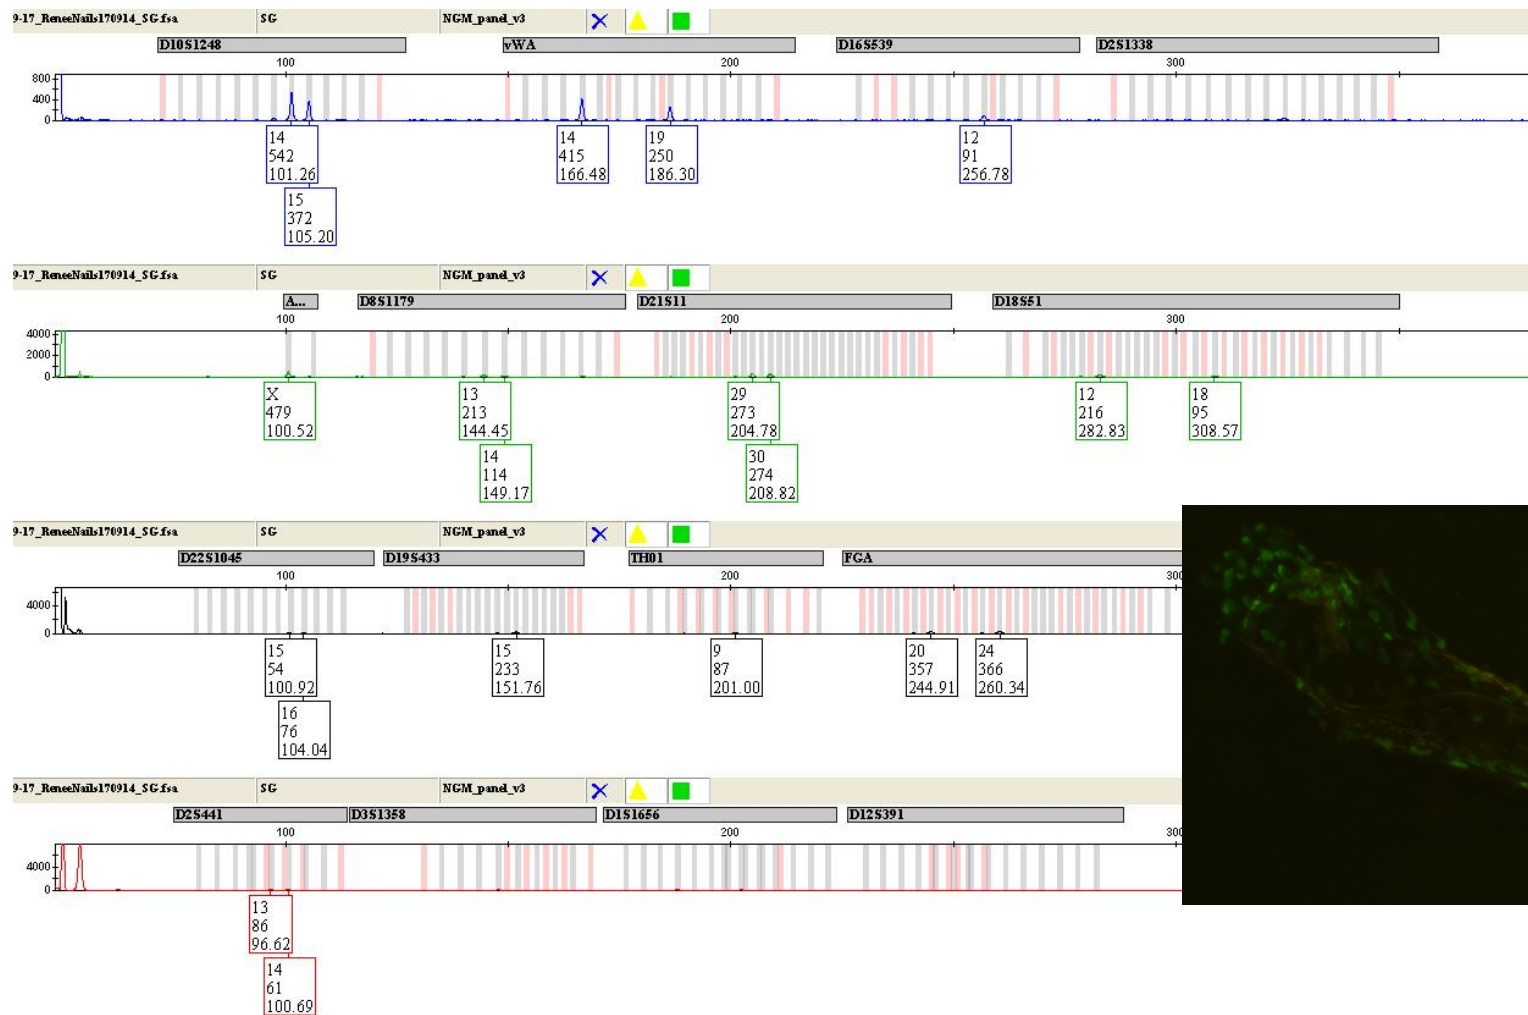 9-17_ReneeNails170914_SG.fsa SG NGM_panel_v3
D10S1248 vWA D16S539 D2S1338
100 200 300
800
400
0
14 14 19 12
542 415 250 91
101.26 166.48 186.30 256.78
15
372
105.20
9-17_ReneeNails170914_SG.fsa SG NGM_panel_v3
A... D8S1179 D21S11 D18S51
100 200 300
4000
2000
0
X 13 29 12 18
479 213 273 216 95
100.52 144.45 204.78 282.83 308.57
14 30
114 274
149.17 208.82
9-17_ReneeNails170914_SG.fsa SG NGM_panel_v3
D22S1045 D19S433 TH01 FGA
100 200 300
4000
0
15 15 9 20 24
54 233 87 357 366
100.92 151.76 201.00 244.91 260.34
16
76
104.04
9-17_ReneeNails170914_SG.fsa SG NGM_panel_v3
D2S441 D3S1358 D1S1656 D12S391
100 200 300
4000
0
13
86
96.62
14
61
100.69